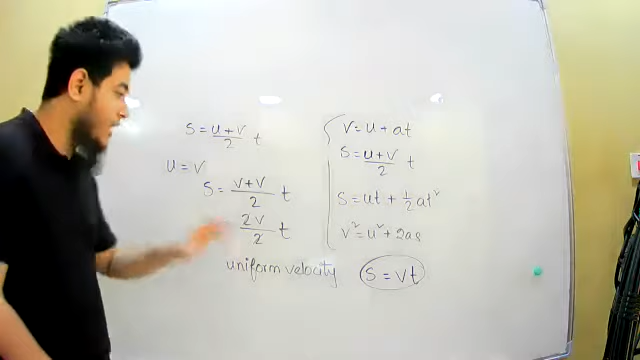 s = u+v/2 t
u = v
s = v+v/2 t
2v/2 t
uniform velocity s = vt
v = u + at
s = u+v/2 t
s = ut + 1/2 at²
v² = u² + 2as